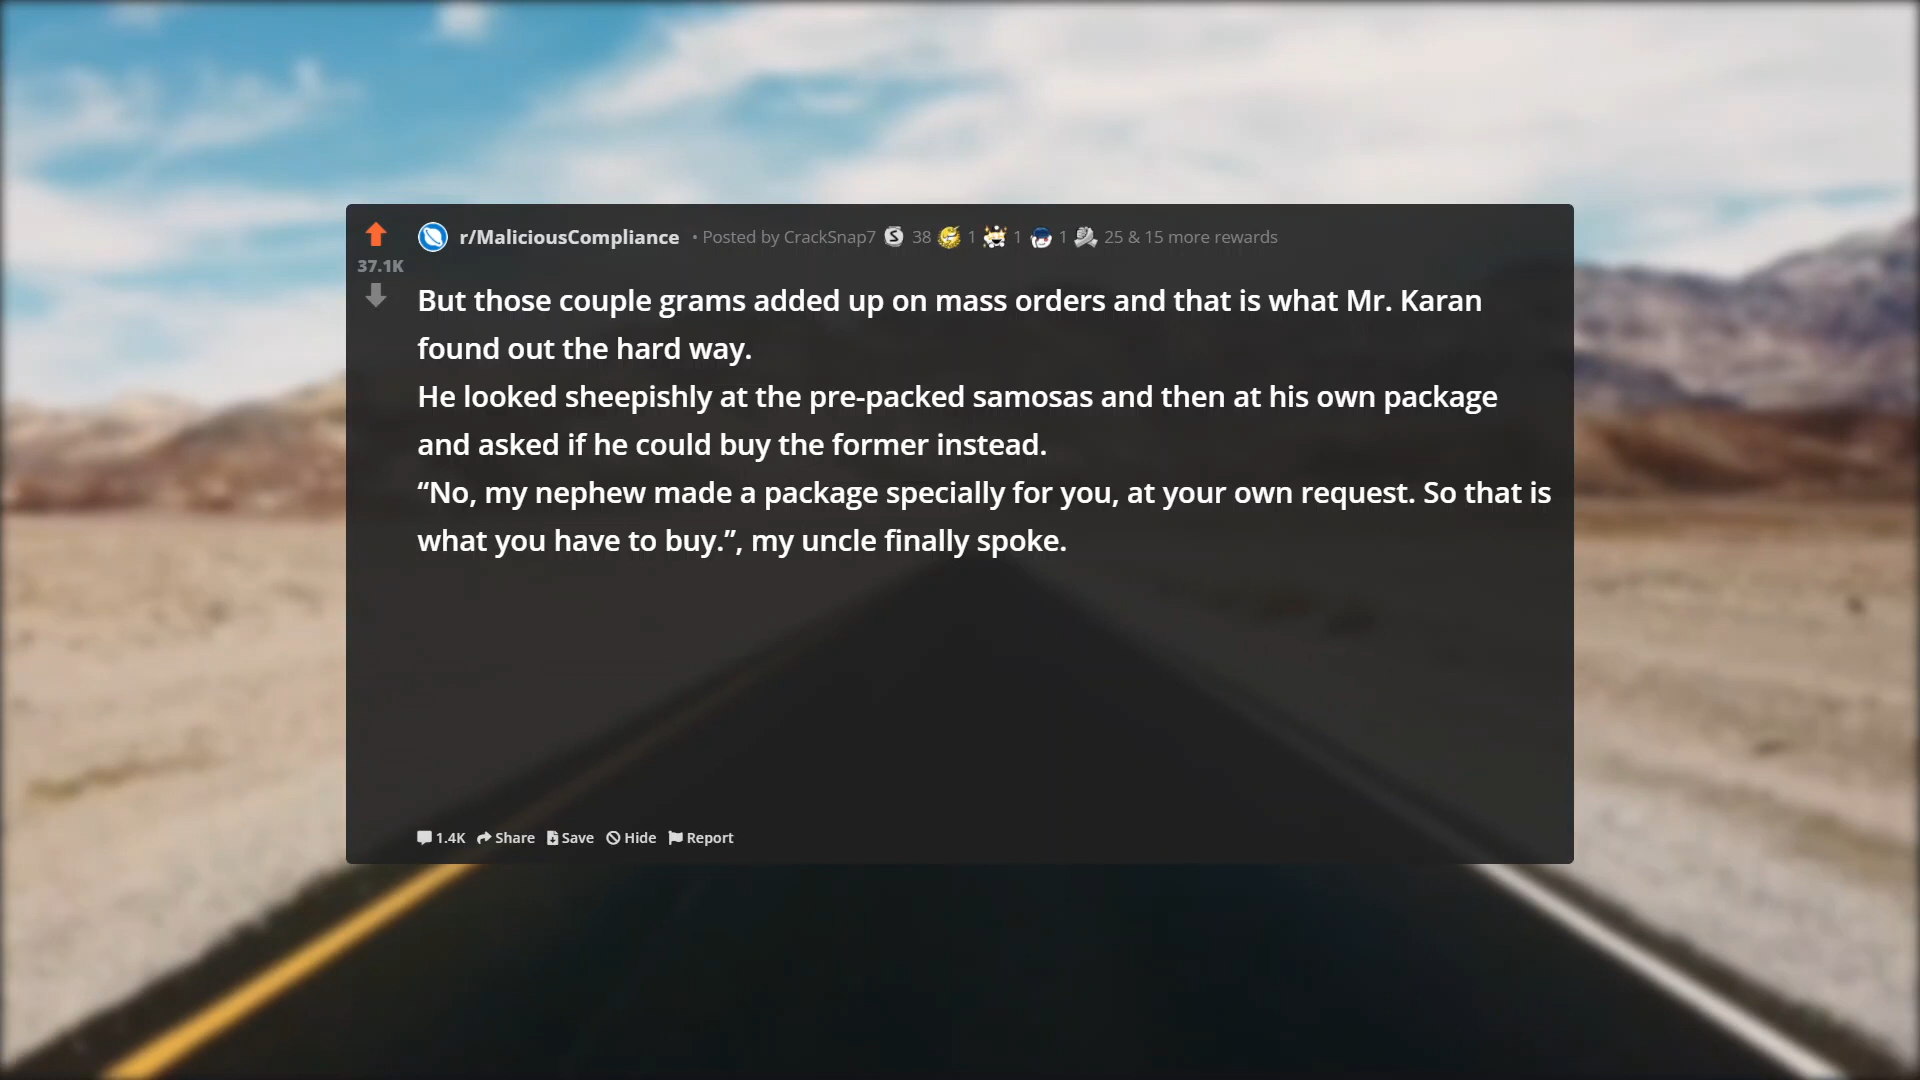 r/MaliciousCompliance • Posted by CrackSnap7 38 1 1 1 25 & 15 more rewards
37.1K
But those couple grams added up on mass orders and that is what Mr. Karan
found out the hard way.
He looked sheepishly at the pre-packed samosas and then at his own package
and asked if he could buy the former instead.
“No, my nephew made a package specially for you, at your own request. So that is
what you have to buy.”, my uncle finally spoke.
1.4K Share Save Hide Report